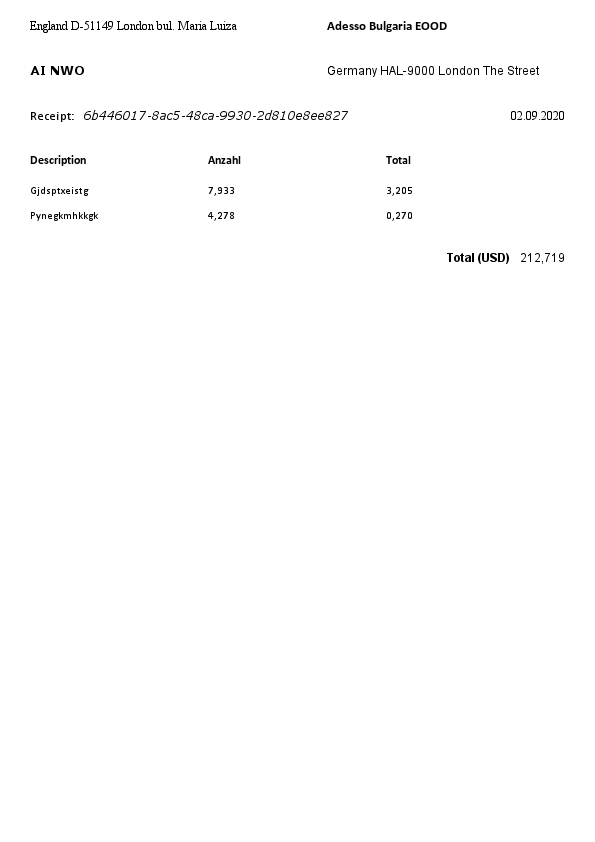 England D-51149 London bul. Maria Luiza Adesso Bulgaria EOOD
AI NWO Germany HAL-9000 London The Street
Receipt: 6b446017-8ac5-48ca-9930-2d810e8ee827 02.09.2020
Description Anzahl Total
Gjdsptxeistg 7,933 3,205
Pynegkmhkkgk 4,278 0,270
Total (USD) 212,719